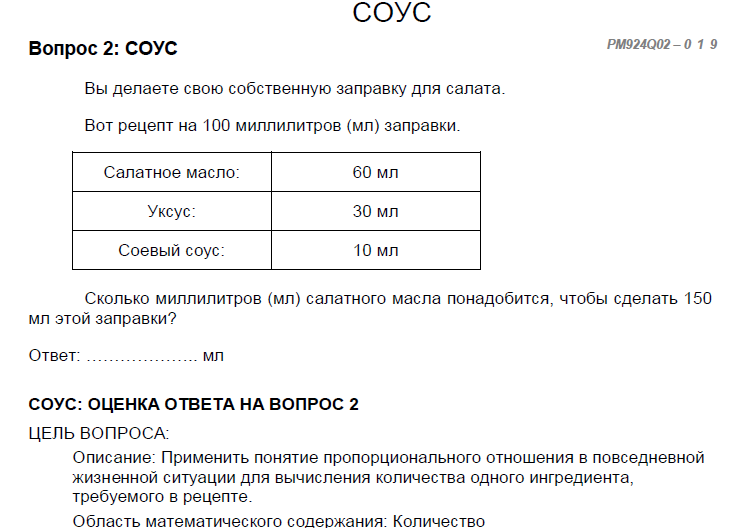 СОУС
Вопрос 2: СОУС
PM924Q02 – 0 1 9
Вы делаете свою собственную заправку для салата.
Вот рецепт на 100 миллилитров (мл) заправки.
Салатное масло: 60 мл
Уксус: 30 мл
Соевый соус: 10 мл
Сколько миллилитров (мл) салатного масла понадобится, чтобы сделать 150
мл этой заправки?
Ответ: ……………….. мл
СОУС: ОЦЕНКА ОТВЕТА НА ВОПРОС 2
ЦЕЛЬ ВОПРОСА:
Описание: Применить понятие пропорционального отношения в повседневной
жизненной ситуации для вычисления количества одного ингредиента,
требуемого в рецепте.
Область математического содержания: Количество